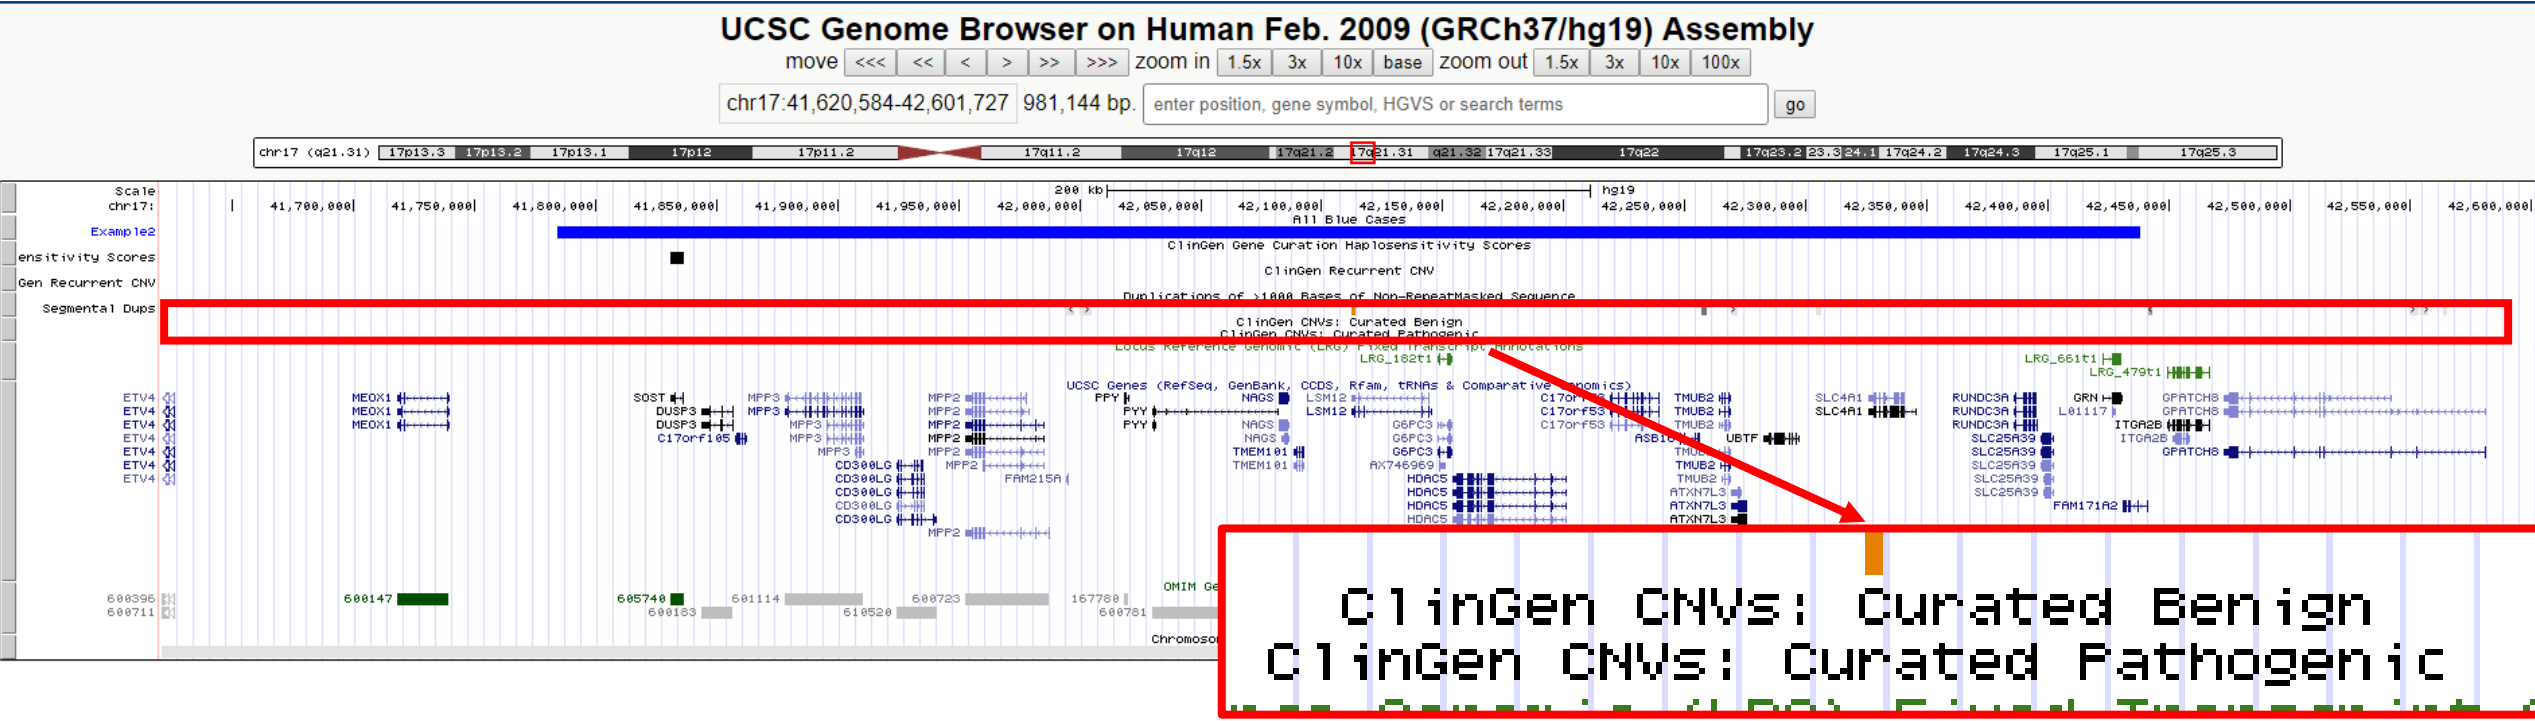 UCSC Genome Browser on Human Feb. 2009 (GRCh37/hg19) Assembly
move <<< << < > >> >>> zoom in 1.5x 3x 10x base zoom out 1.5x 3x 10x 100x
chr17:41,620,584-42,601,727 981,144 bp. enter position, gene symbol, HGVS or search terms go
chr17 (q21.31) 17p13.3 17p13.2 17p13.1 17p12 17p11.2 17q11.2 17q12 17q21.2 17q21.31 q21.32 17q21.33 17q22 17q23.2 23.3 24.1 17q24.2 17q24.3 17q25.1 17q25.3
Scale 200 kb hg19
chr17: | 41,700,000| 41,750,000| 41,800,000| 41,850,000| 41,900,000| 41,950,000| 42,000,000| 42,050,000| 42,100,000| 42,150,000| 42,200,000| 42,250,000| 42,300,000| 42,350,000| 42,400,000| 42,450,000| 42,500,000| 42,550,000| 42,600,000|
All Blue Cases
Example2
ClinGen Gene Curation Haplosensitivity Scores
ensitivity Scores
ClinGen Recurrent CNV
Gen Recurrent CNV
Duplications of >1000 Bases of Non-RepeatMasked Sequence
Segmental Dups
ClinGen CNVs: Curated Benign
ClinGen CNVs: Curated Pathogenic
Locus Reference Genomic (LRG) Fixed Transcript Annotations
LRG_182t1 LRG_661t1
LRG_479t1
UCSC Genes (RefSeq, GenBank, CCDS, Rfam, tRNAs & Comparative Genomics)
ETV4 MEOX1 SOST MPP3 MPP2 PPY NAGS LSM12 C17orf53 TMUB2 SLC4A1 RUNDC3A GRN GPATCH8
ETV4 MEOX1 DUSP3 MPP3 MPP2 PYY LSM12 C17orf53 TMUB2 SLC4A1 RUNDC3A L01117 GPATCH8
ETV4 MEOX1 DUSP3 MPP3 MPP2 PYY NAGS G6PC3 C17orf53 TMUB2 RUNDC3A ITGA2B
ETV4 C17orf105 MPP3 MPP2 NAGS G6PC3 UBTF SLC25A39 ITGA2B
ETV4 MPP3 MPP2 TMEM101 G6PC3 SLC25A39 GPATCH8
ETV4 CD300LG MPP2 TMEM101 AX746969 TMUB2 SLC25A39
ETV4 CD300LG FAM215A HDAC5 TMUB2 SLC25A39
CD300LG HDAC5 ATXN7L3 SLC25A39
CD300LG HDAC5 ATXN7L3 FAM171A2
CD300LG HDAC5 ATXN7L3
MPP2
OMIM Ge
600396 600147 605740 601114 600723 167780
600711 600183 610520 600781
Chromoso
ClinGen CNVs: Curated Benign
ClinGen CNVs: Curated Pathogenic